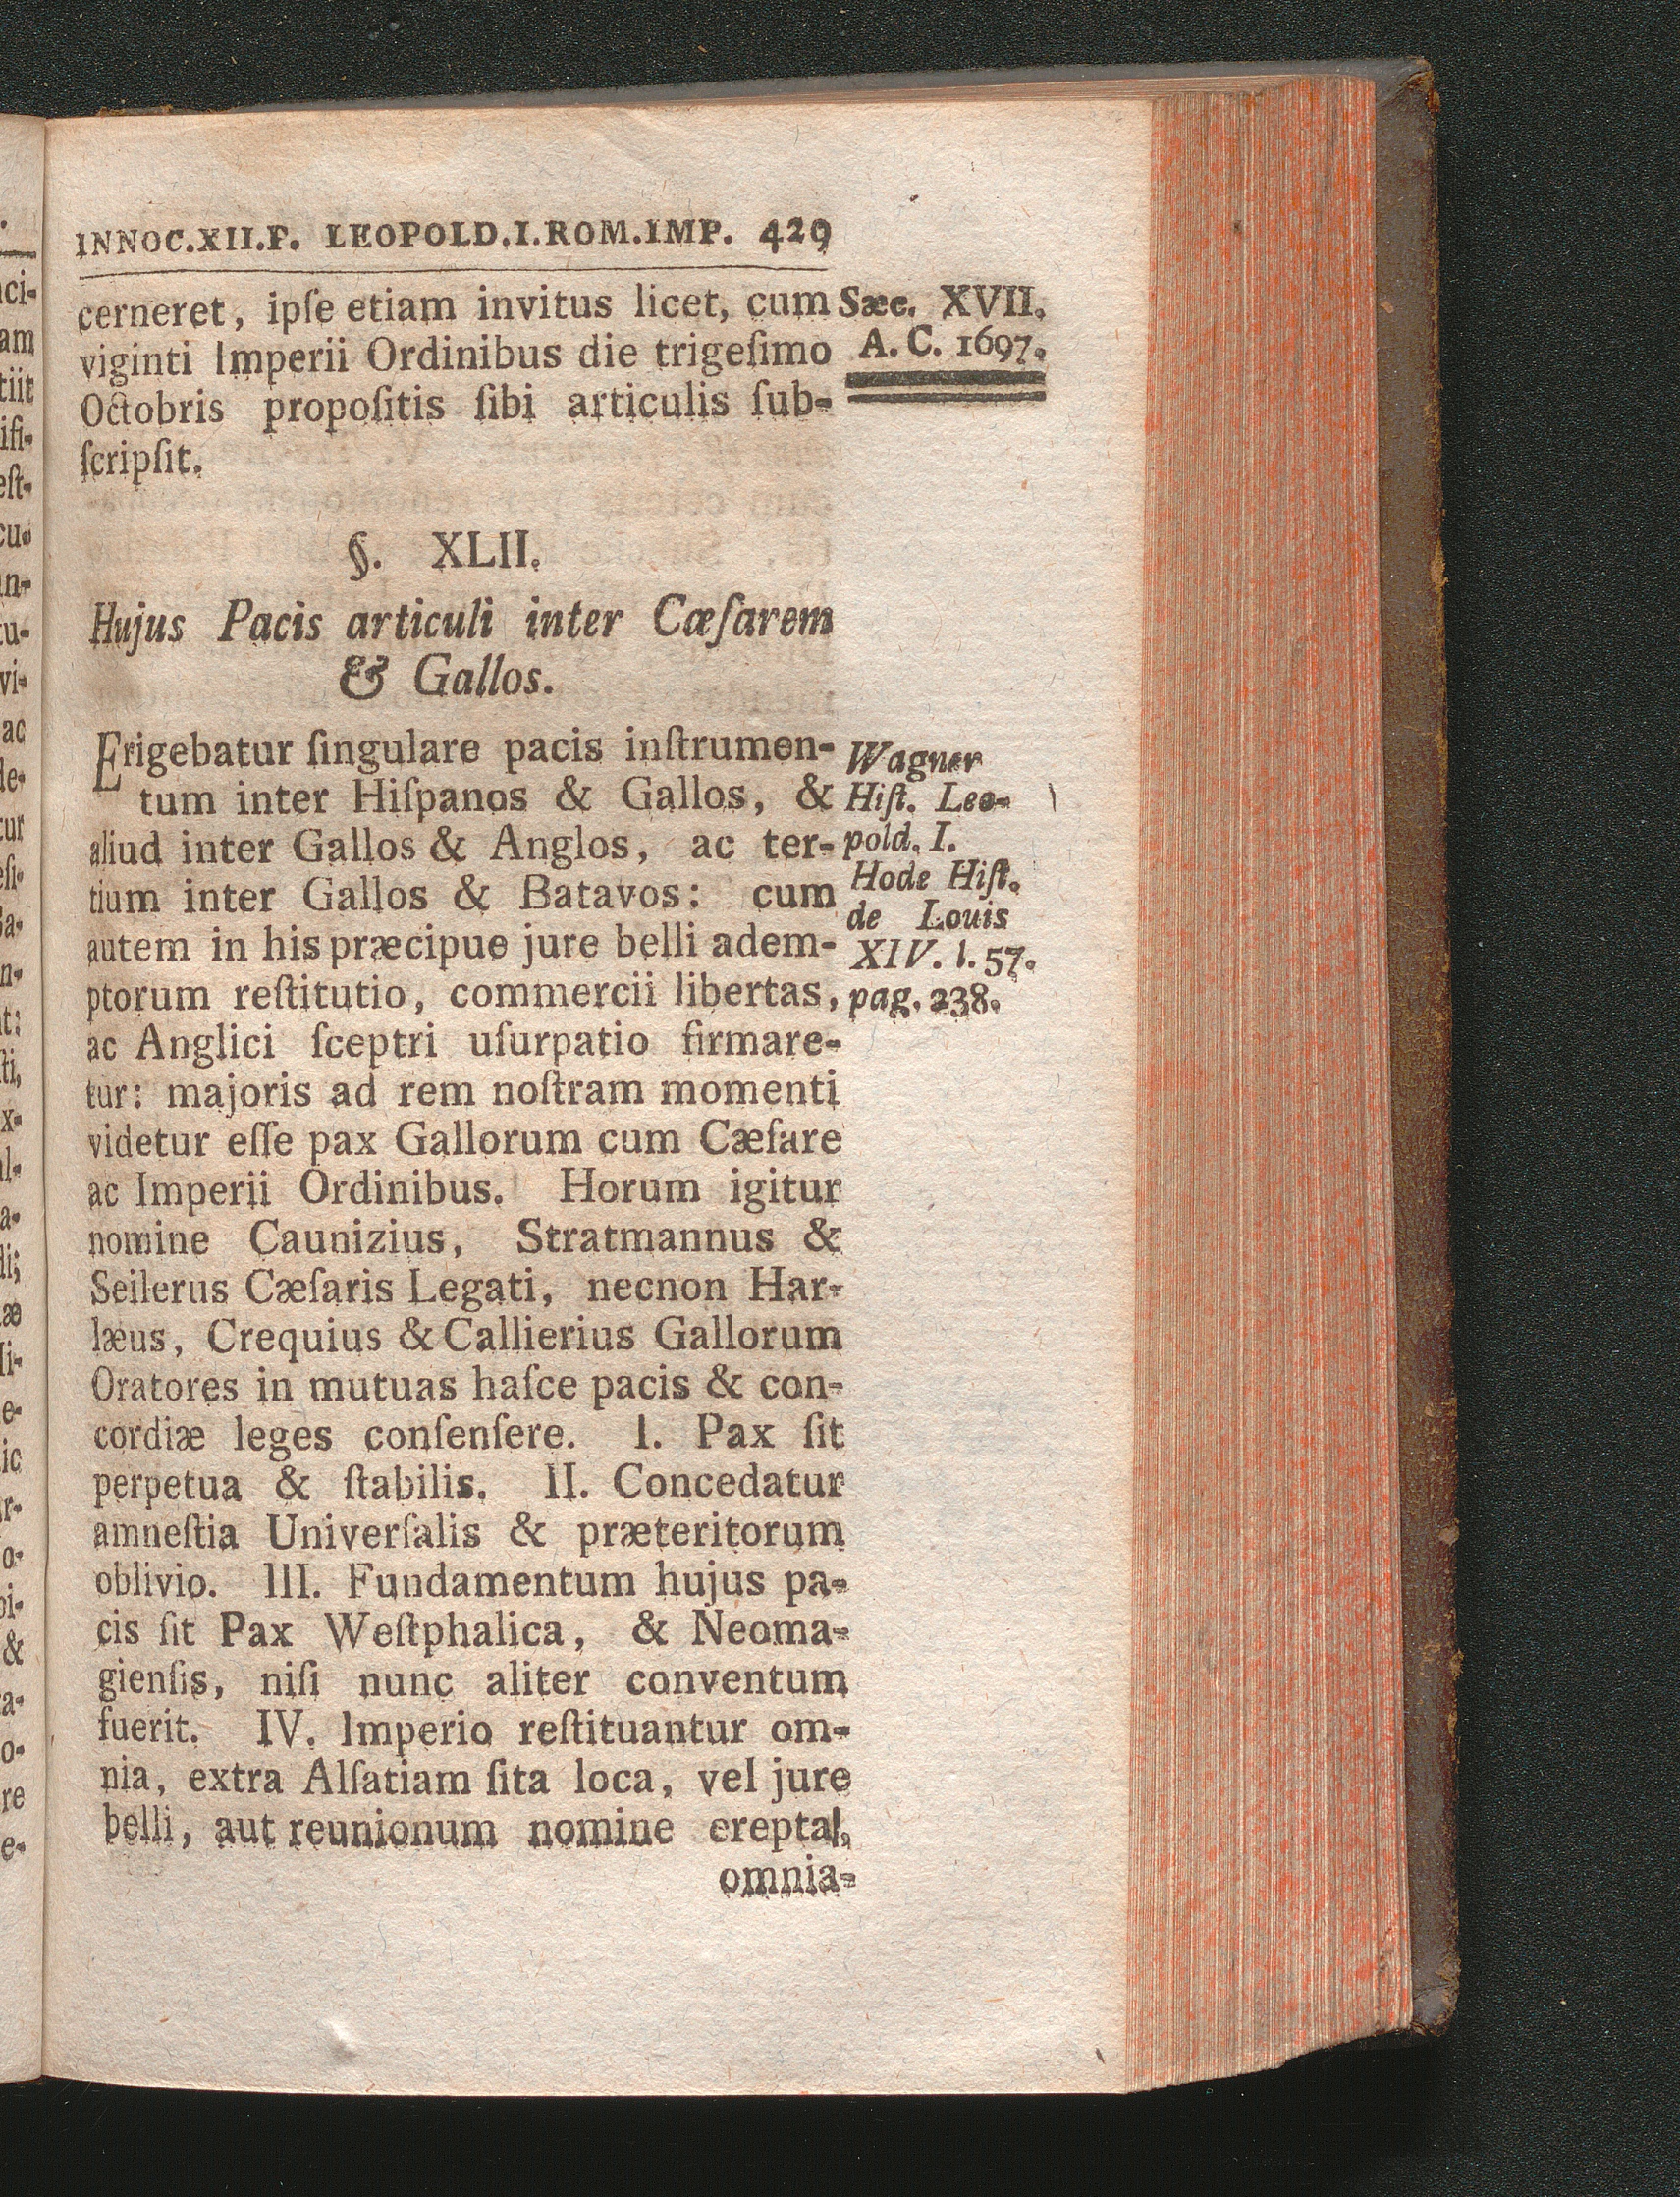 INNOC.XII.P. LEOPOLD.I.ROM.IMP. 429
cerneret, ipſe etiam invitus licet, cum
viginti Imperii Ordinibus die trigeſimo
Octobris propoſitis ſibi articulis ſub-
ſcripſit.
Sæc. XVII.
A. C. 1697.
§. XLII.
Hujus Pacis articuli inter Cæſarem
& Gallos.
Erigebatur ſingulare pacis inſtrumen-
tum inter Hiſpanos & Gallos, &
aliud inter Gallos & Anglos, ac ter-
tium inter Gallos & Batavos: cum
autem in his præcipue jure belli adem-
ptorum reſtitutio, commercii libertas,
ac Anglici ſceptri uſurpatio firmare-
tur: majoris ad rem noſtram momenti
videtur eſſe pax Gallorum cum Cæſare
ac Imperii Ordinibus. Horum igitur
nomine Caunizius, Stratmannus &
Seilerus Cæſaris Legati, necnon Har-
læus, Crequius & Callierius Gallorum
Oratores in mutuas haſce pacis & con-
cordiæ leges conſenſere. I. Pax ſit
perpetua & ſtabilis. II. Concedatur
amneſtia Univerſalis & præteritorum
oblivio. III. Fundamentum hujus pa-
cis ſit Pax Weſtphalica, & Neoma-
gienſis, niſi nunc aliter conventum
fuerit. IV. Imperio reſtituantur om-
nia, extra Alſatiam ſita loca, vel jure
belli, aut reunionum nomine erepta,
omnia-
Wagner
Hiſt. Leo-
pold. I.
Hode Hiſt.
de Louis
XIV. l. 57.
pag. 238.